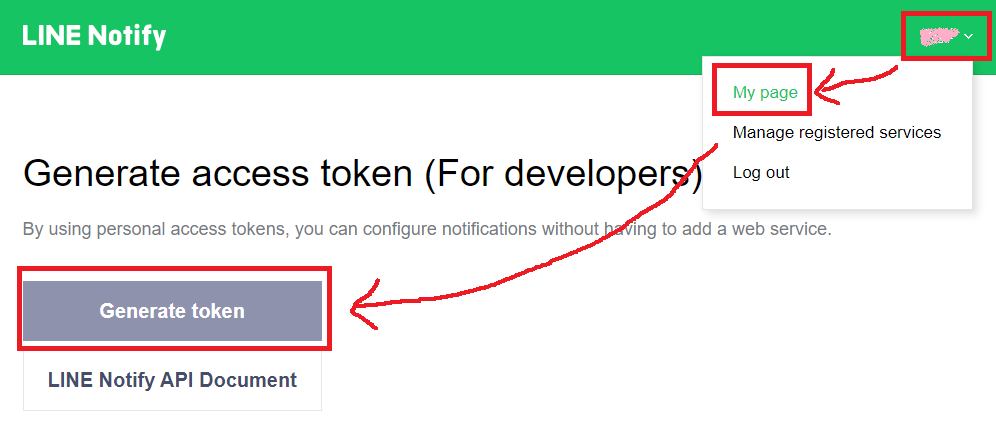 LINE Notify
My page
Manage registered services
Log out
Generate access token (For developers)
By using personal access tokens, you can configure notifications without having to add a web service.
Generate token
LINE Notify API Document